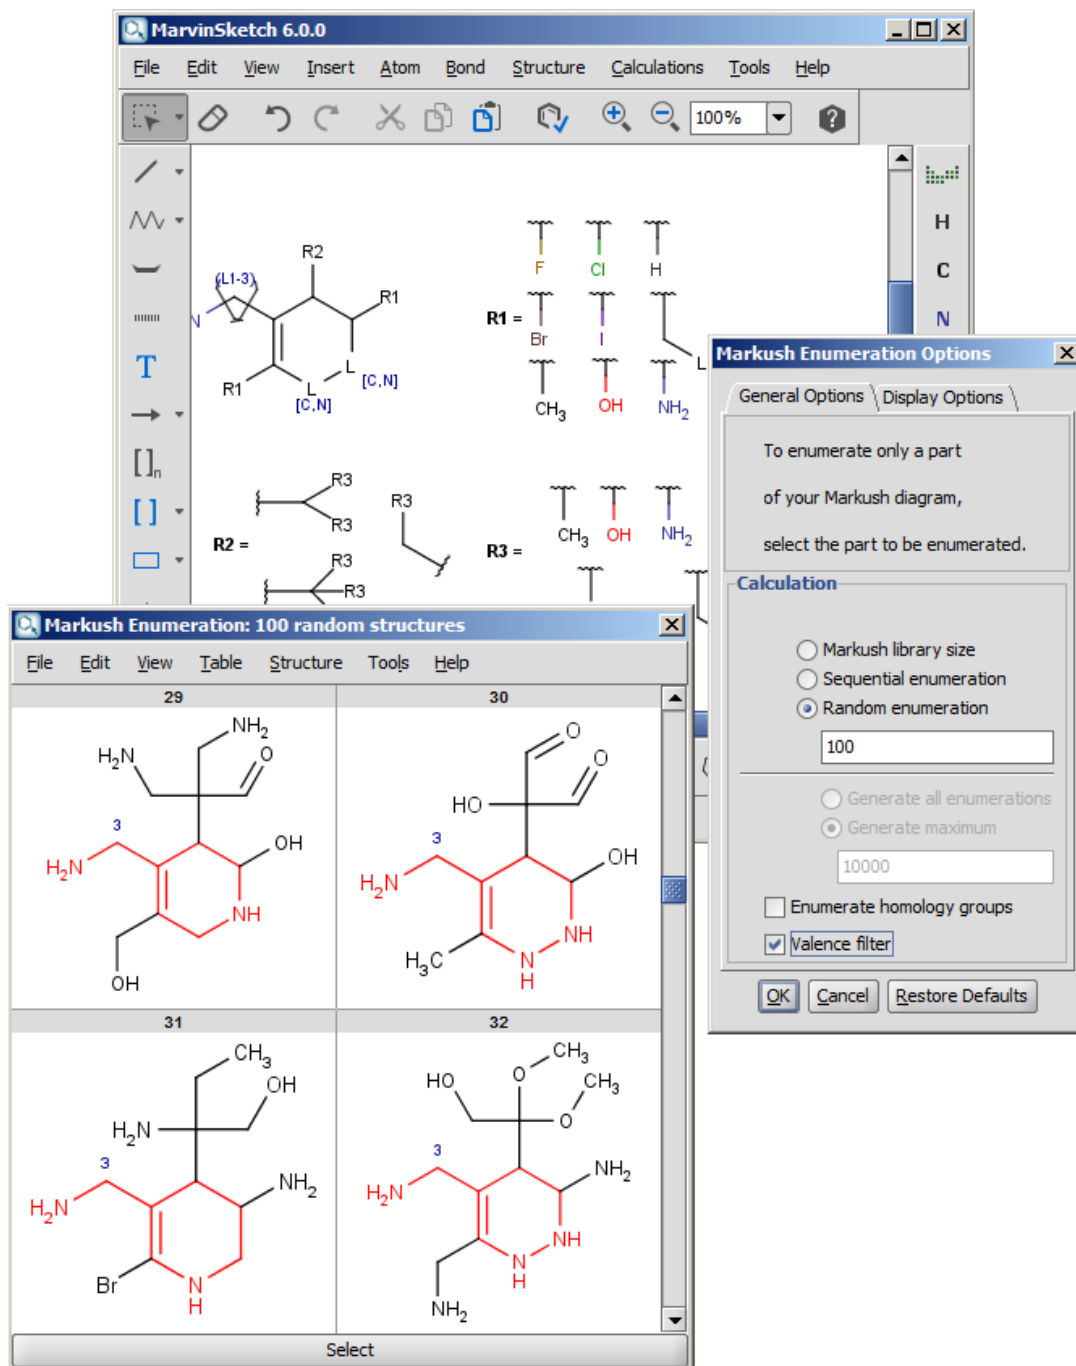 MarvinSketch 6.0.0
File Edit View Insert Atom Bond Structure Calculations Tools Help
100%
?
H
C
N
T
[ ]n
[ ]
(L1-3)
N
R2
R1
R1
L
L
[C,N]
[C,N]
R1 =
F
Cl
H
Br
I
L
CH3
OH
NH2
R2 =
R3
R3
R3
R3
R3
R3 =
CH3
OH
NH2
Markush Enumeration Options
General Options Display Options
To enumerate only a part
of your Markush diagram,
select the part to be enumerated.
Calculation
Markush library size
Sequential enumeration
Random enumeration
100
Generate all enumerations
Generate maximum
10000
Enumerate homology groups
Valence filter
OK Cancel Restore Defaults
Markush Enumeration: 100 random structures
File Edit View Table Structure Tools Help
29
NH2
H2N
O
3
OH
H2N
NH
OH
30
O
O
HO
3
OH
H2N
NH
N
H
H3C
31
CH3
OH
H2N
3
NH2
H2N
Br
N
H
32
CH3
HO
O
CH3
O
3
NH2
H2N
NH
N
H
NH2
Select